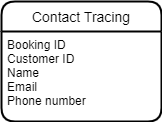 Contact Tracing
Booking ID
Customer ID
Name
Email
Phone number